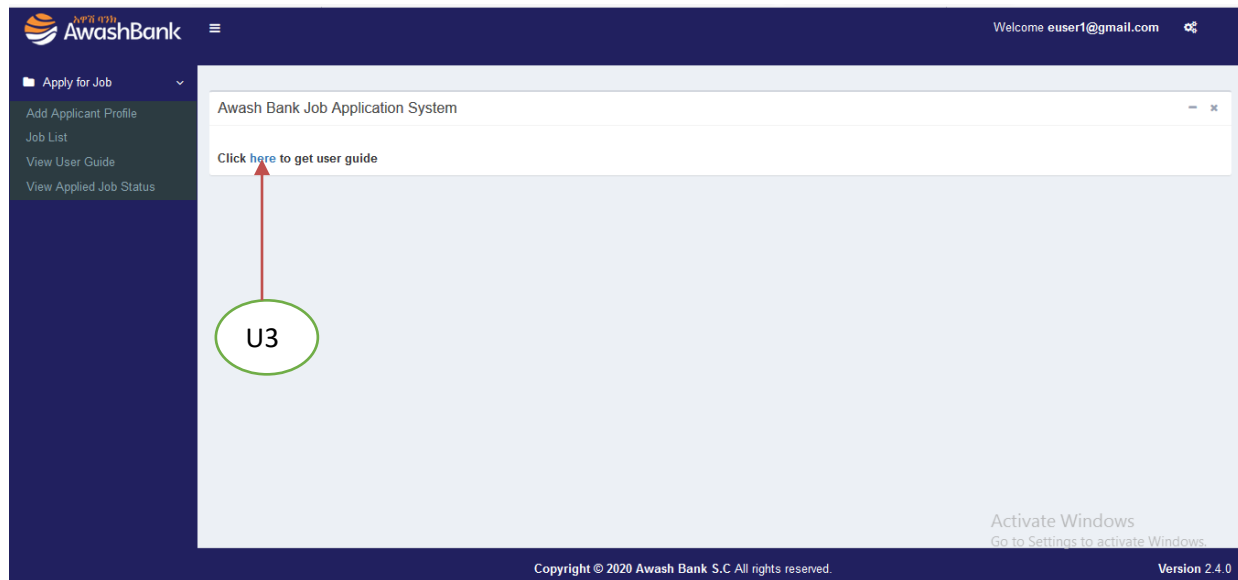 አዋሽ ባንክ
AwashBank
Welcome euser1@gmail.com
Apply for Job
Add Applicant Profile
Job List
View User Guide
View Applied Job Status
Awash Bank Job Application System
Click here to get user guide
U3
Activate Windows
Go to Settings to activate Windows.
Copyright © 2020 Awash Bank S.C All rights reserved.
Version 2.4.0